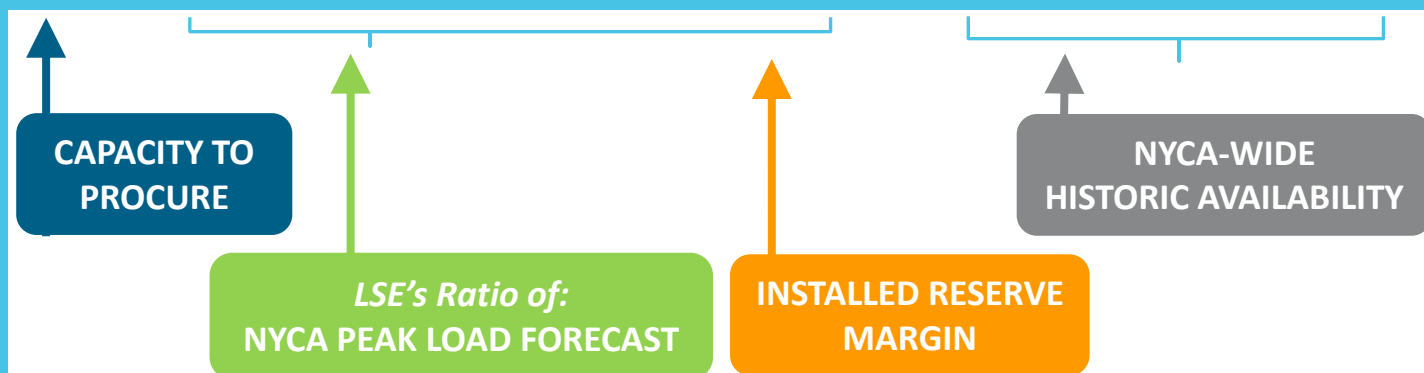 CAPACITY TO
PROCURE
NYCA-WIDE
HISTORIC AVAILABILITY
LSE's Ratio of:
NYCA PEAK LOAD FORECAST
INSTALLED RESERVE
MARGIN